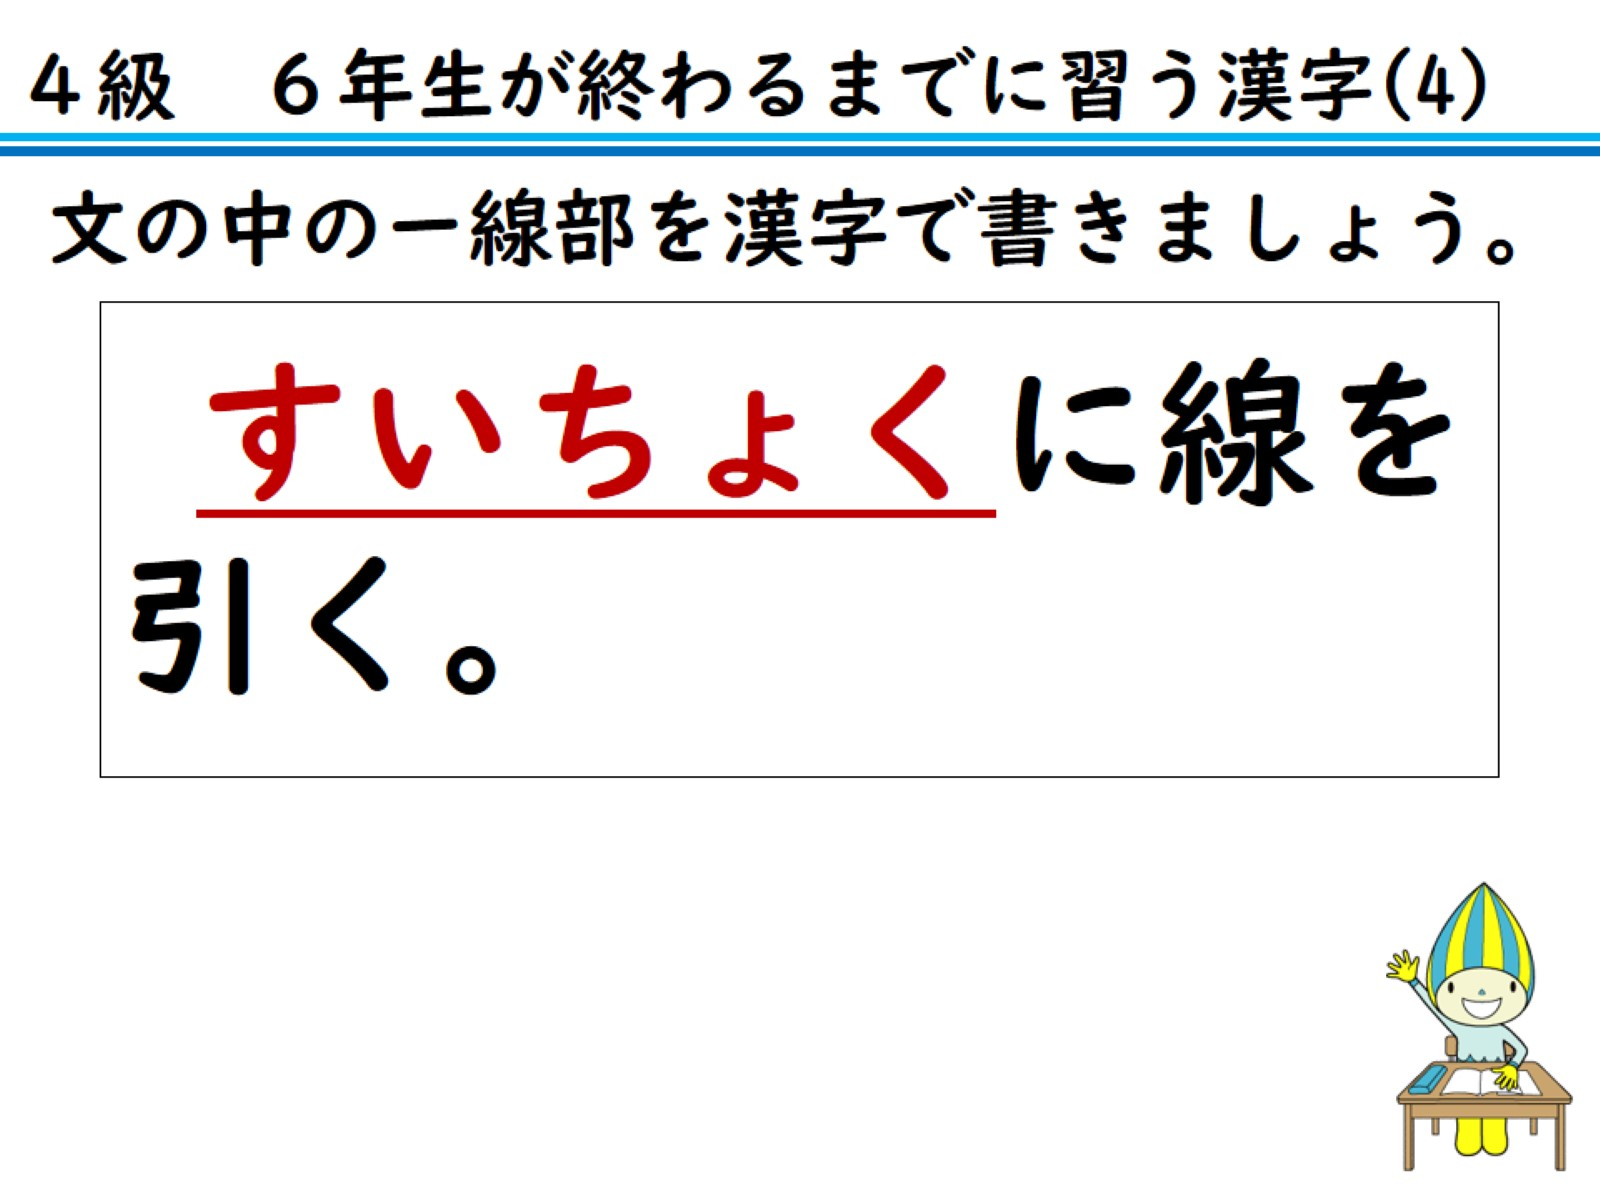 ４級　６年生が終わるまでに習う漢字(4)
文の中の―線部を漢字で書きましょう。
すいちょくに線を
引く。